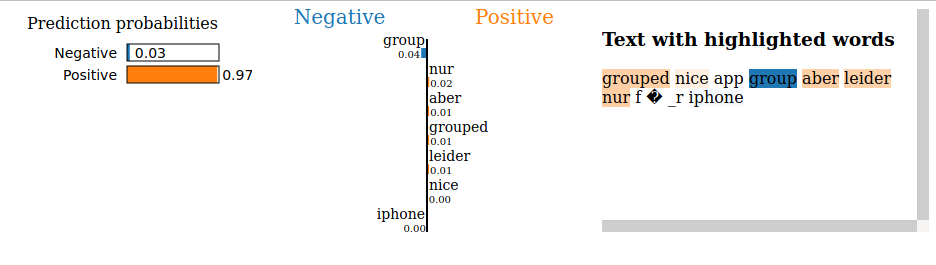 Prediction probabilities
Negative 0.03
Positive 0.97
Negative Positive
group
0.04
nur
0.02
aber
0.01
grouped
0.01
leider
0.01
nice
0.00
iphone
0.00
Text with highlighted words
grouped nice app group aber leider
nur f � _r iphone